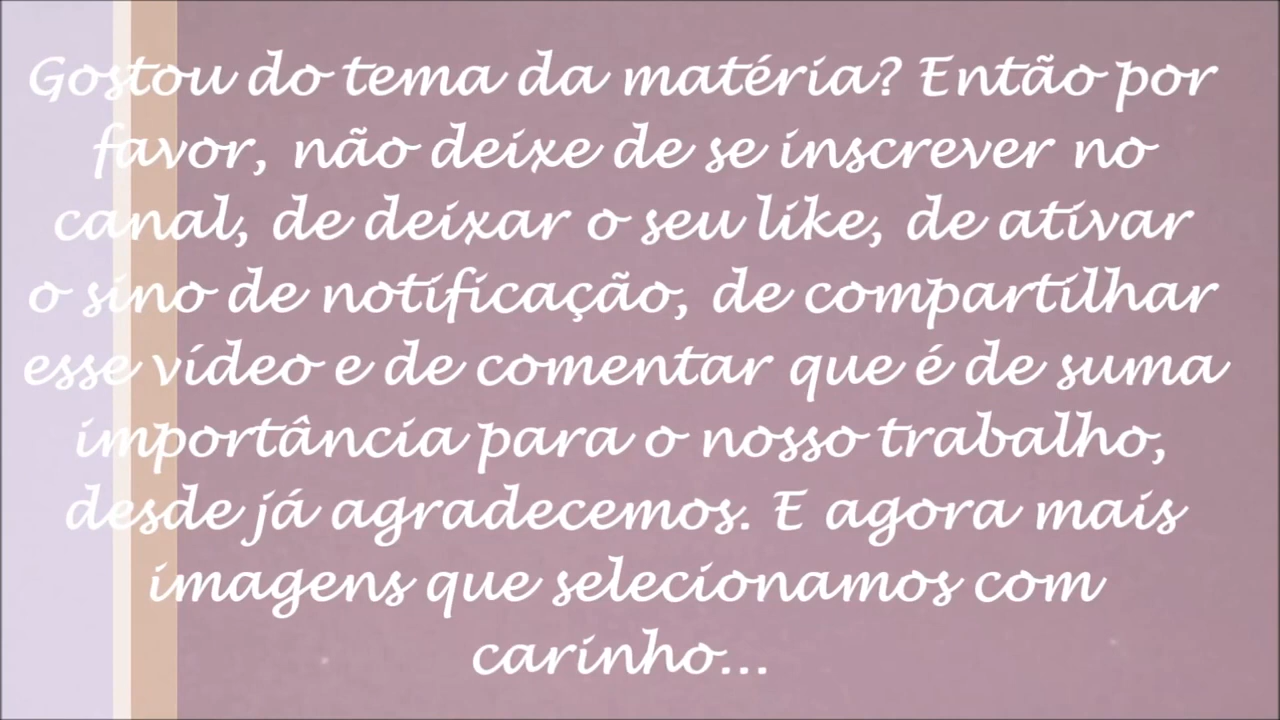 Gostou do tema da matéria? Então por
favor, não deixe de se inscrever no
canal, de deixar o seu like, de ativar
o sino de notificação, de compartilhar
esse vídeo e de comentar que é de suma
importância para o nosso trabalho,
desde já agradecemos. E agora mais
imagens que selecionamos com
carinho...